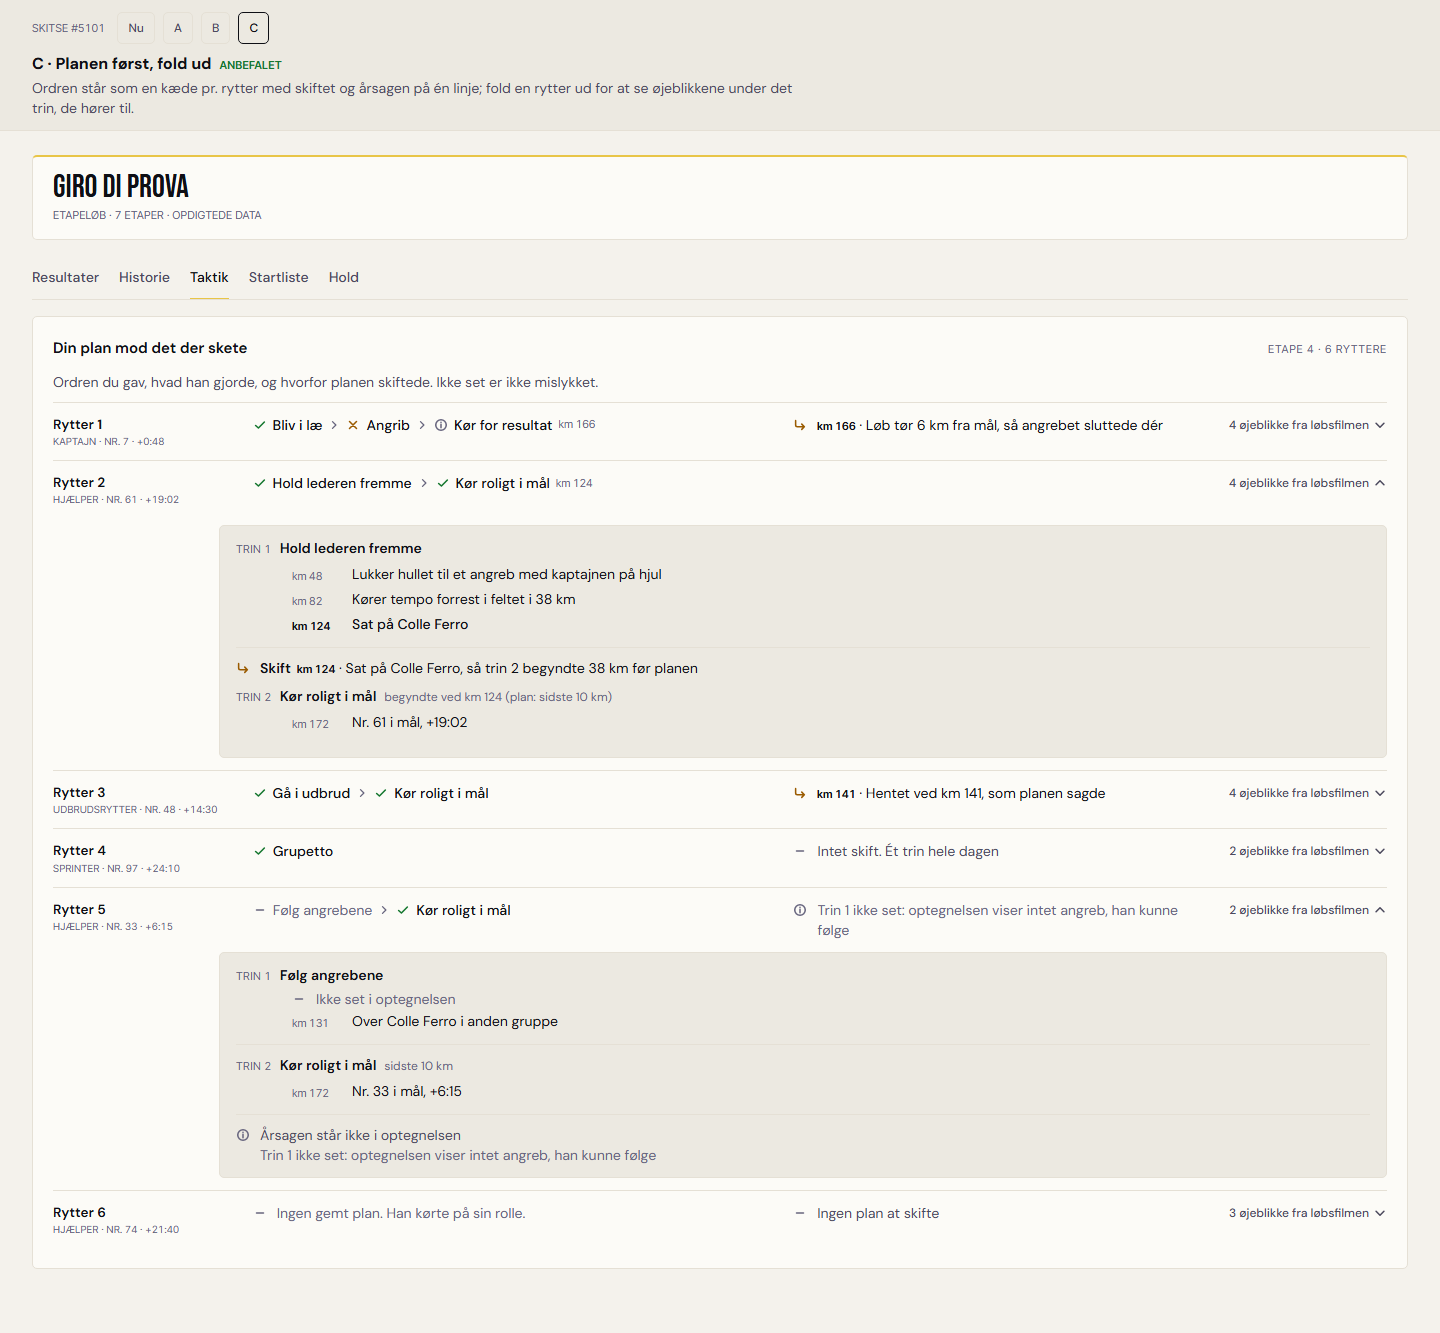 SKITSE #5101 Nu A B C
C · Planen først, fold ud ANBEFALET
Ordren står som en kæde pr. rytter med skiftet og årsagen på én linje; fold en rytter ud for at se øjeblikkene under det
trin, de hører til.
GIRO DI PROVA
ETAPELØB · 7 ETAPER · OPDIGTEDE DATA
Resultater Historie Taktik Startliste Hold
Din plan mod det der skete ETAPE 4 · 6 RYTTERE
Ordren du gav, hvad han gjorde, og hvorfor planen skiftede. Ikke set er ikke mislykket.
Rytter 1 Bliv i læ Angrib Kør for resultat km 166 km 166 · Løb tør 6 km fra mål, så angrebet sluttede dér 4 øjeblikke fra løbsfilmen
KAPTAJN · NR. 7 · +0:48
Rytter 2 Hold lederen fremme Kør roligt i mål km 124 4 øjeblikke fra løbsfilmen
HJÆLPER · NR. 61 · +19:02
TRIN 1 Hold lederen fremme
km 48 Lukker hullet til et angreb med kaptajnen på hjul
km 82 Kører tempo forrest i feltet i 38 km
km 124 Sat på Colle Ferro
Skift km 124 · Sat på Colle Ferro, så trin 2 begyndte 38 km før planen
TRIN 2 Kør roligt i mål begyndte ved km 124 (plan: sidste 10 km)
km 172 Nr. 61 i mål, +19:02
Rytter 3 Gå i udbrud Kør roligt i mål km 141 · Hentet ved km 141, som planen sagde 4 øjeblikke fra løbsfilmen
UDBRUDSRYTTER · NR. 48 · +14:30
Rytter 4 Grupetto Intet skift. Ét trin hele dagen 2 øjeblikke fra løbsfilmen
SPRINTER · NR. 97 · +24:10
Rytter 5 Følg angrebene Kør roligt i mål Trin 1 ikke set: optegnelsen viser intet angreb, han kunne 2 øjeblikke fra løbsfilmen
HJÆLPER · NR. 33 · +6:15 følge
TRIN 1 Følg angrebene
Ikke set i optegnelsen
km 131 Over Colle Ferro i anden gruppe
TRIN 2 Kør roligt i mål sidste 10 km
km 172 Nr. 33 i mål, +6:15
Årsagen står ikke i optegnelsen
Trin 1 ikke set: optegnelsen viser intet angreb, han kunne følge
Rytter 6 Ingen gemt plan. Han kørte på sin rolle. Ingen plan at skifte 3 øjeblikke fra løbsfilmen
HJÆLPER · NR. 74 · +21:40